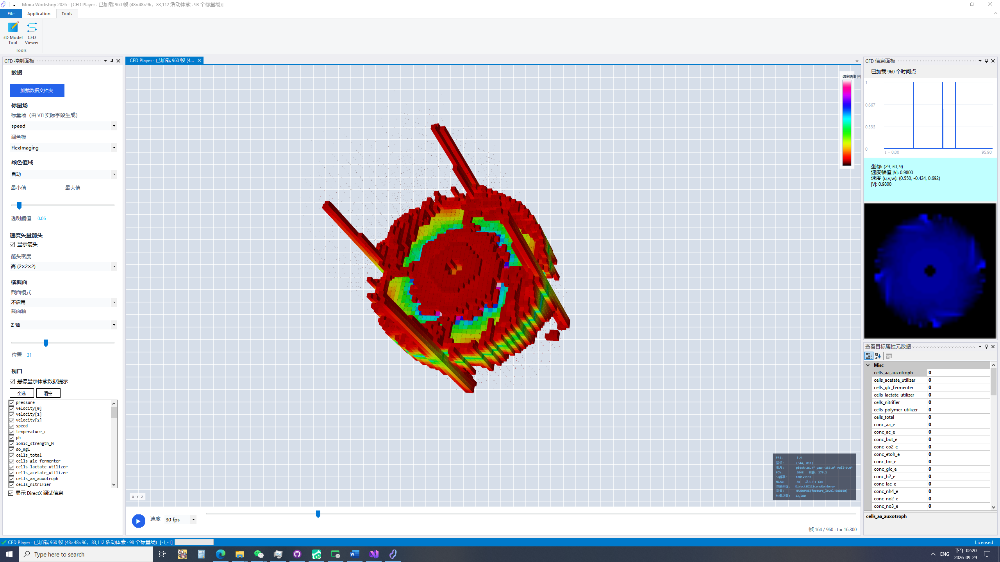 Moira Workshop 2026 - [CFD Player · 已加载 960 帧 (48×48×96，83,112 活动体素 · 98 个标量场)]
File Application Tools
3D Model Tool
CFD Viewer
Tools
CFD 控制面板
数据
加载数据文件夹
标量场
标量场（由 VTI 实际字段生成）
speed
调色板
FlexImaging
颜色值域
自动
最小值 最大值
透明阈值 0.06
速度矢量箭头
显示箭头
箭头密度
高 (2×2×2)
横截面
截面模式
不启用
截面轴
Z 轴
位置 31
视口
悬停显示体素数据提示
全选 清空
pressure
velocity[0]
velocity[1]
velocity[2]
speed
temperature_c
ph
ionic_strength_M
do_mgl
cells_total
cells_glc_fermenter
cells_lactate_utilizer
cells_acetate_utilizer
cells_aa_auxotroph
cells_nitrifier
显示 DirectX 调试信息
CFD Player · 已加载 960 帧 (4...
速度幅值 |V|
FPS: 5.4
鼠标: (344, 811)
视角: pitch=26.4° yaw=-158.0° roll=0.0°
FOV: 2048 视距: 179.1
分辨率: 1881×1132
MSAA: 4x 点大小: 6px
渲染后端: Direct3D11SceneRenderer
设备: HARDWARE(feature_level=0xB100)
体素点数: 13,280
X · Y · Z
速度 30 fps
帧 164 / 960 · t = 16.300
CFD 信息面板
已加载 960 个时间点
1
0.667
0.333
0
t = 0.00 95.90
坐标: (29, 30, 9)
速度幅值 |V|: 0.9800
速度 (u,v,w): (0.550, -0.424, 0.692)
|V|: 0.9800
查看目标属性元数据
Misc
cells_aa_auxotroph 0
cells_acetate_utilizer 0
cells_glc_fermenter 0
cells_lactate_utilizer 0
cells_nitrifier 0
cells_polymer_utilizer 0
cells_total 0
conc_aa_e 0
conc_ac_e 0
conc_but_e 0
conc_co2_e 0
conc_etoh_e 0
conc_for_e 0
conc_glc_e 0
conc_h2_e 0
conc_lac_e 0
conc_nh4_e 0
conc_no2_e 0
conc_no3_e 0
cells_aa_auxotroph
CFD Player · 已加载 960 帧 (48×48×96，83,112 活动体素 · 98 个标量场) [-1,-1]
Licensed
Type here to search
ENG
下午 02:20
2026-09-29